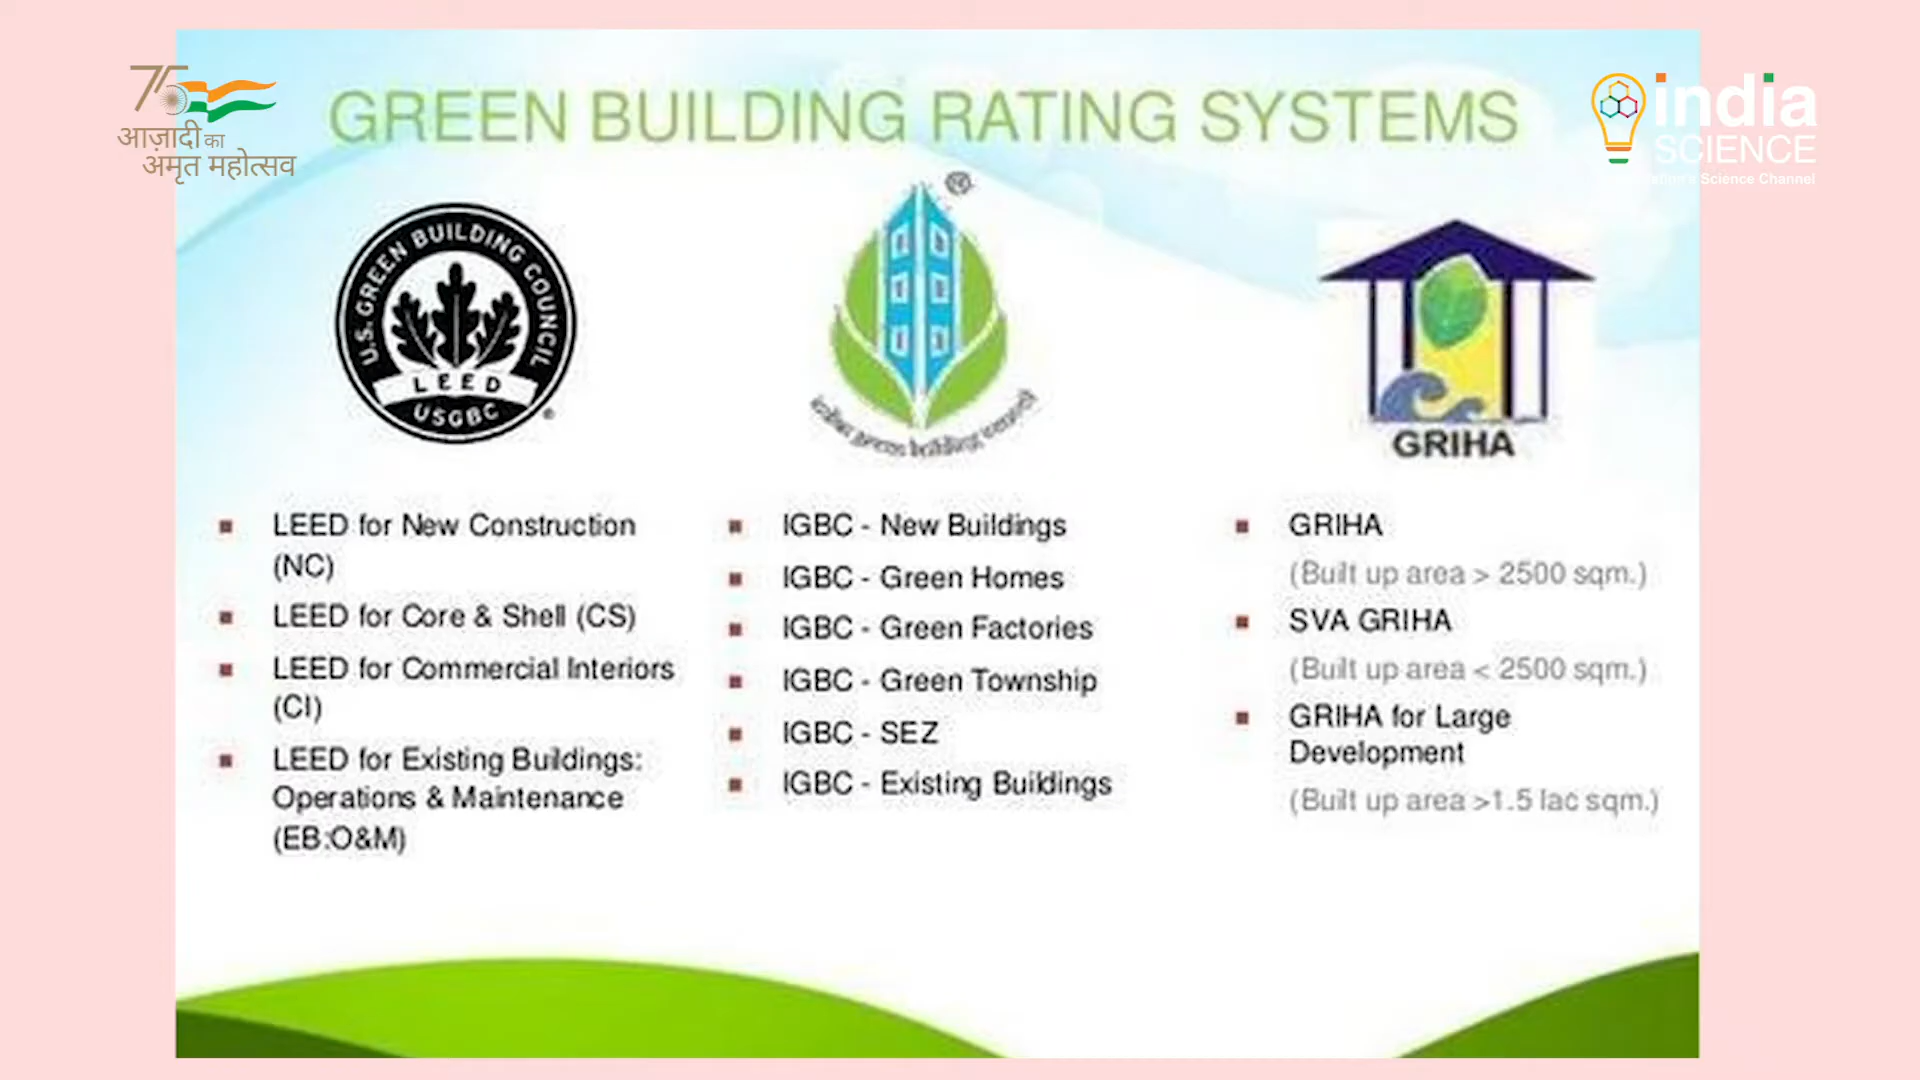 आज़ादी का
अमृत महोत्सव
india
SCIENCE
Science Channel
GREEN BUILDING RATING SYSTEMS
U.S. GREEN BUILDING COUNCIL
LEED
USGBC
®
®
indian green building council
GRIHA
LEED for New Construction
(NC)
LEED for Core & Shell (CS)
LEED for Commercial Interiors
(CI)
LEED for Existing Buildings:
Operations & Maintenance
(EB:O&M)
IGBC - New Buildings
IGBC - Green Homes
IGBC - Green Factories
IGBC - Green Township
IGBC - SEZ
IGBC - Existing Buildings
GRIHA
(Built up area > 2500 sqm.)
SVA GRIHA
(Built up area < 2500 sqm.)
GRIHA for Large
Development
(Built up area >1.5 lac sqm.)